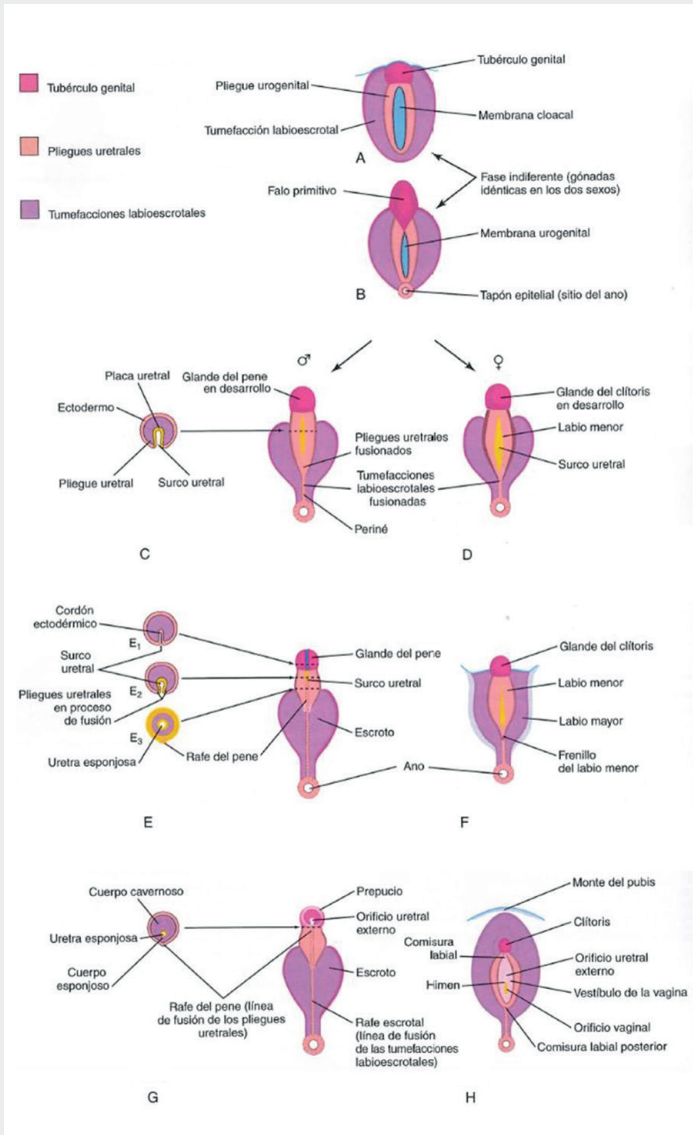 Tubérculo genital
Pliegues uretrales
Tumefacciones labioescrotales
Tubérculo genital
Pliegue urogenital
Membrana cloacal
Tumefacción labioescrotal
A
Fase indiferente (gónadas
idénticas en los dos sexos)
Falo primitivo
Membrana urogenital
B
Tapón epitelial (sitio del ano)
♂
♀
Placa uretral
Glande del pene
en desarrollo
Ectodermo
Pliegue uretral
Surco uretral
Pliegues uretrales
fusionados
Tumefacciones
labioescrotales
fusionadas
Periné
Glande del clítoris
en desarrollo
Labio menor
Surco uretral
C
D
Cordón
ectodérmico
E1
Surco
uretral
E2
Pliegues uretrales
en proceso
de fusión
E3
Uretra esponjosa
Rafe del pene
Glande del pene
Surco uretral
Escroto
Ano
Glande del clítoris
Labio menor
Labio mayor
Frenillo
del labio menor
E
F
Cuerpo cavernoso
Uretra esponjosa
Cuerpo
esponjoso
Rafe del pene (línea
de fusión de los pliegues
uretrales)
Prepucio
Orificio uretral
externo
Escroto
Rafe escrotal
(línea de fusión
de las tumefacciones
labioescrotales)
Monte del pubis
Clítoris
Comisura
labial
Orificio uretral
externo
Himen
Vestíbulo de la vagina
Orificio vaginal
Comisura labial posterior
G
H